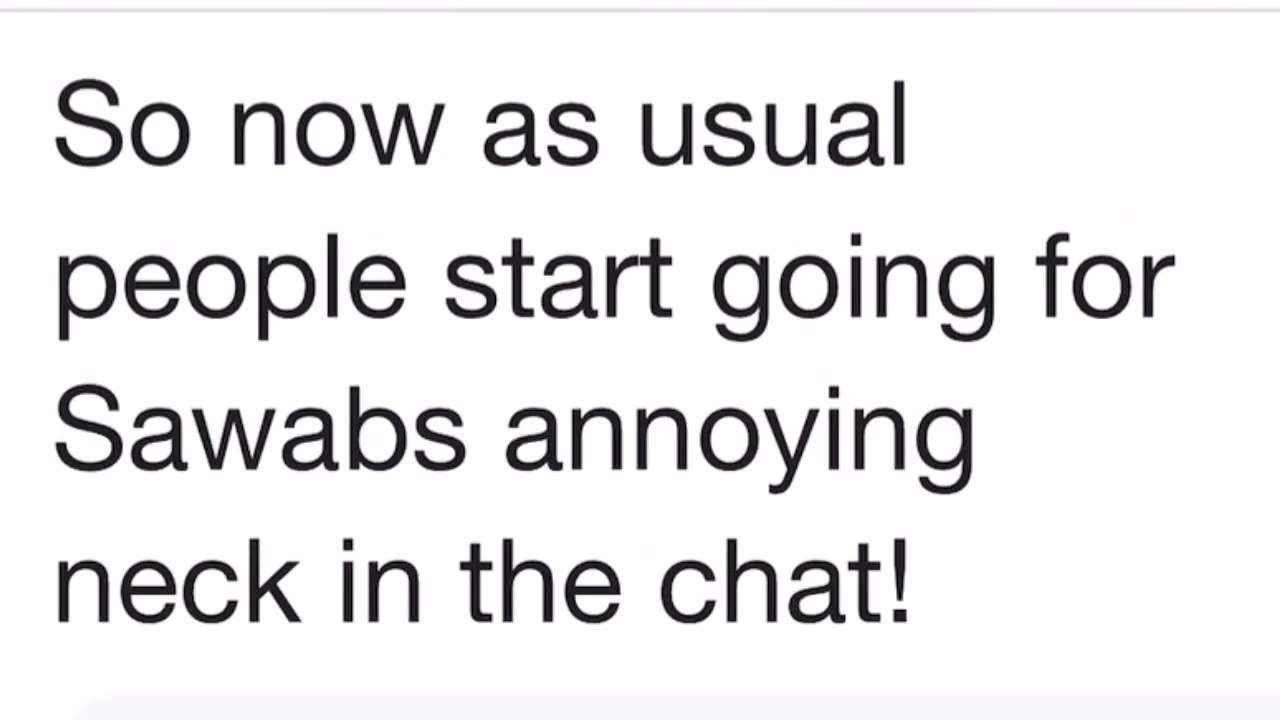 So now as usual
people start going for
Sawabs annoying
neck in the chat!